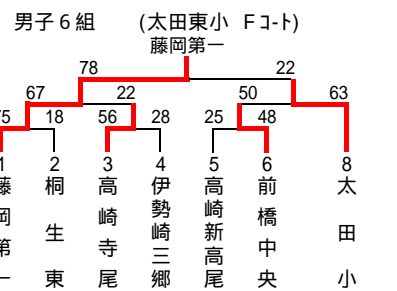 男子６組 (太田東小 Fコート)
藤岡第一
78 22
67 22 50 63
75 18 56 28 25 48
1 2 3 4 5 6 8
藤岡第一
桐生東
高崎寺尾
伊勢崎三郷
高崎新高尾
前橋中央
太田小